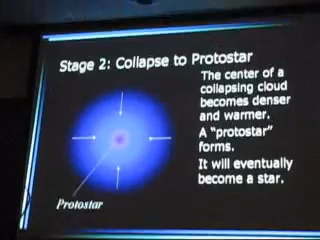 Stage 2: Collapse to Protostar
The center of a
collapsing cloud
becomes denser
and warmer.
A "protostar"
forms.
It will eventually
become a star.
Protostar